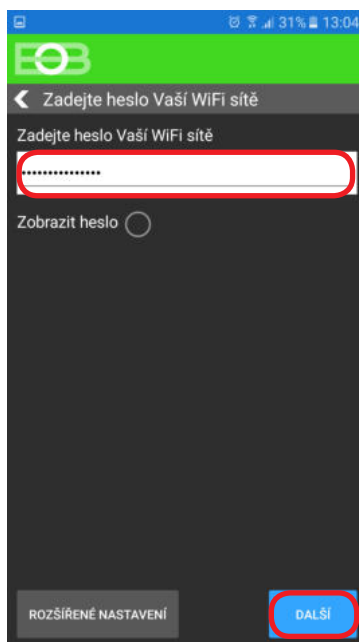 31% 13:04
EOB
Zadejte heslo Vaší WiFi sítě
Zadejte heslo Vaší WiFi sítě
•••••••••••••••
Zobrazit heslo
ROZŠÍŘENÉ NASTAVENÍ
DALŠÍ